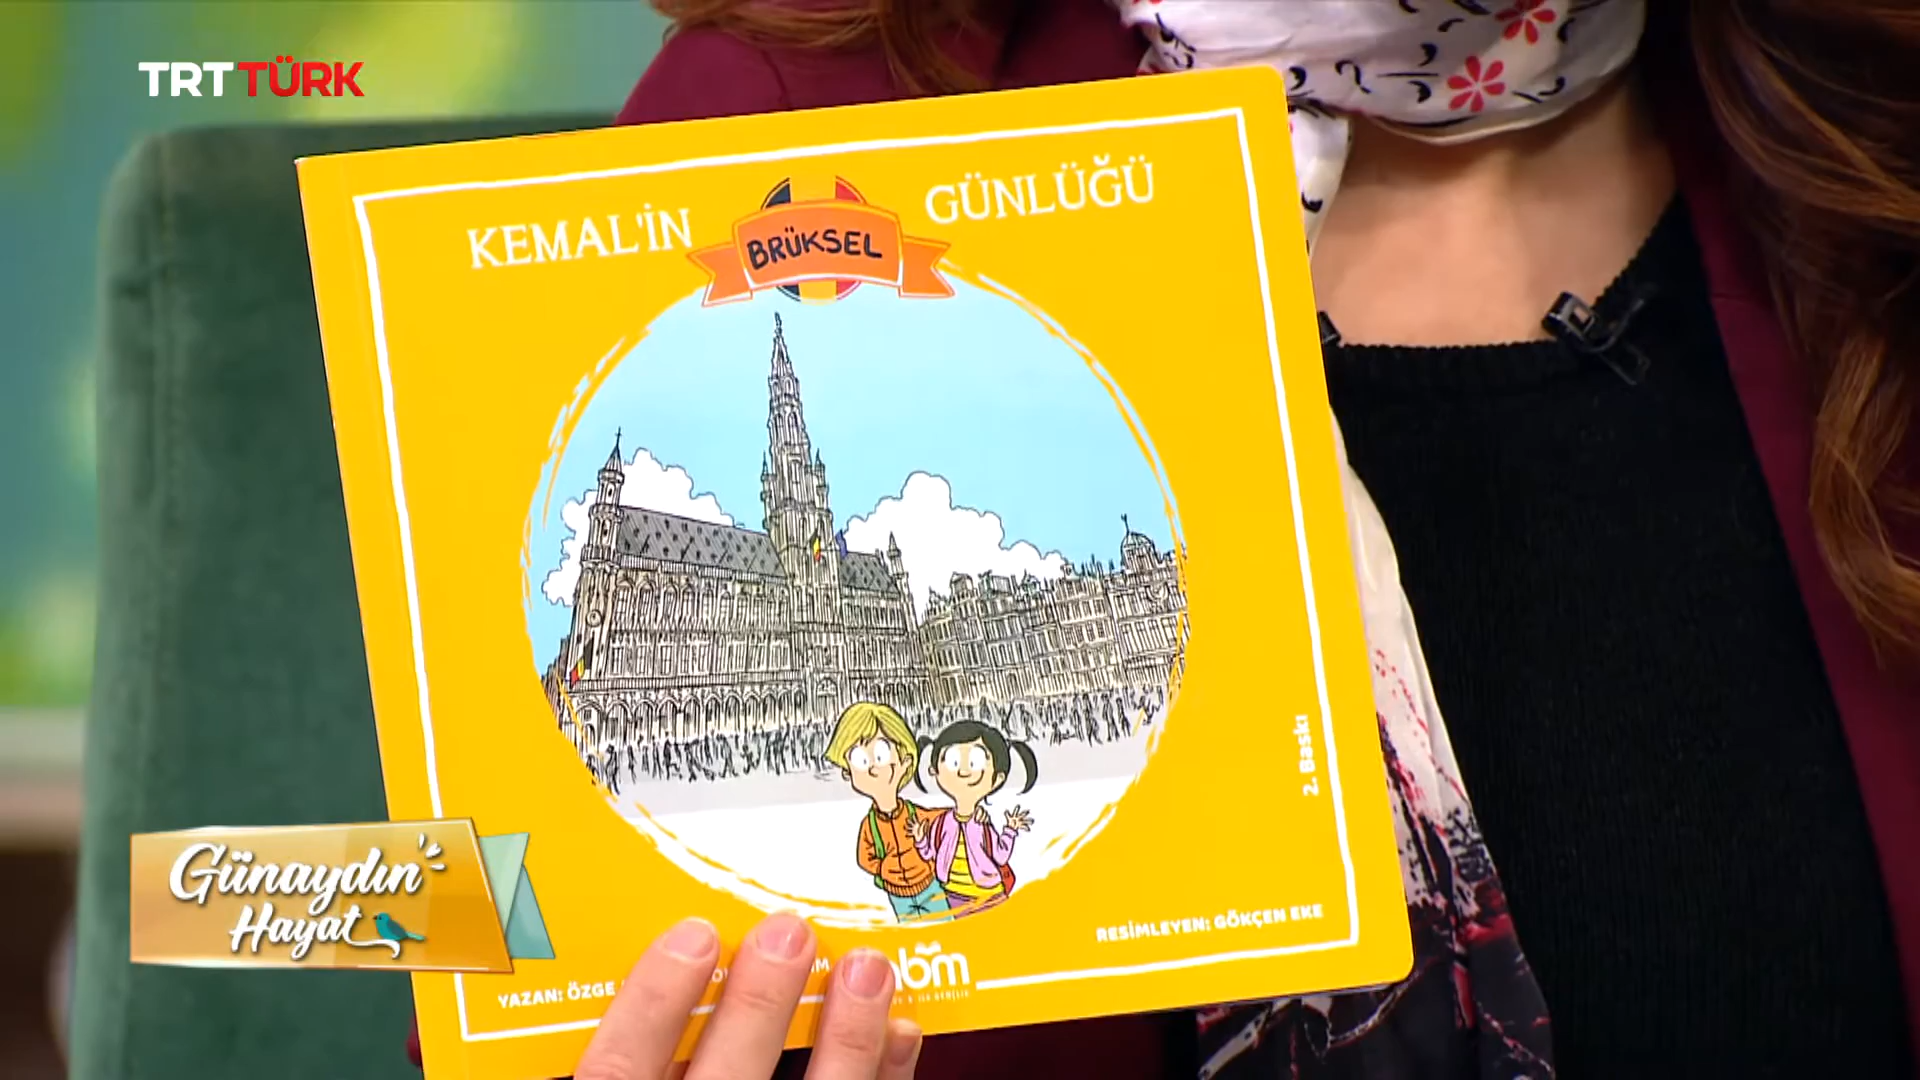 TRT TÜRK
KEMAL'İN BRÜKSEL GÜNLÜĞÜ
2. Baskı
Günaydın
Hayat
RESİMLEYEN: GÖKÇEN EKE
YAZAN: ÖZGE